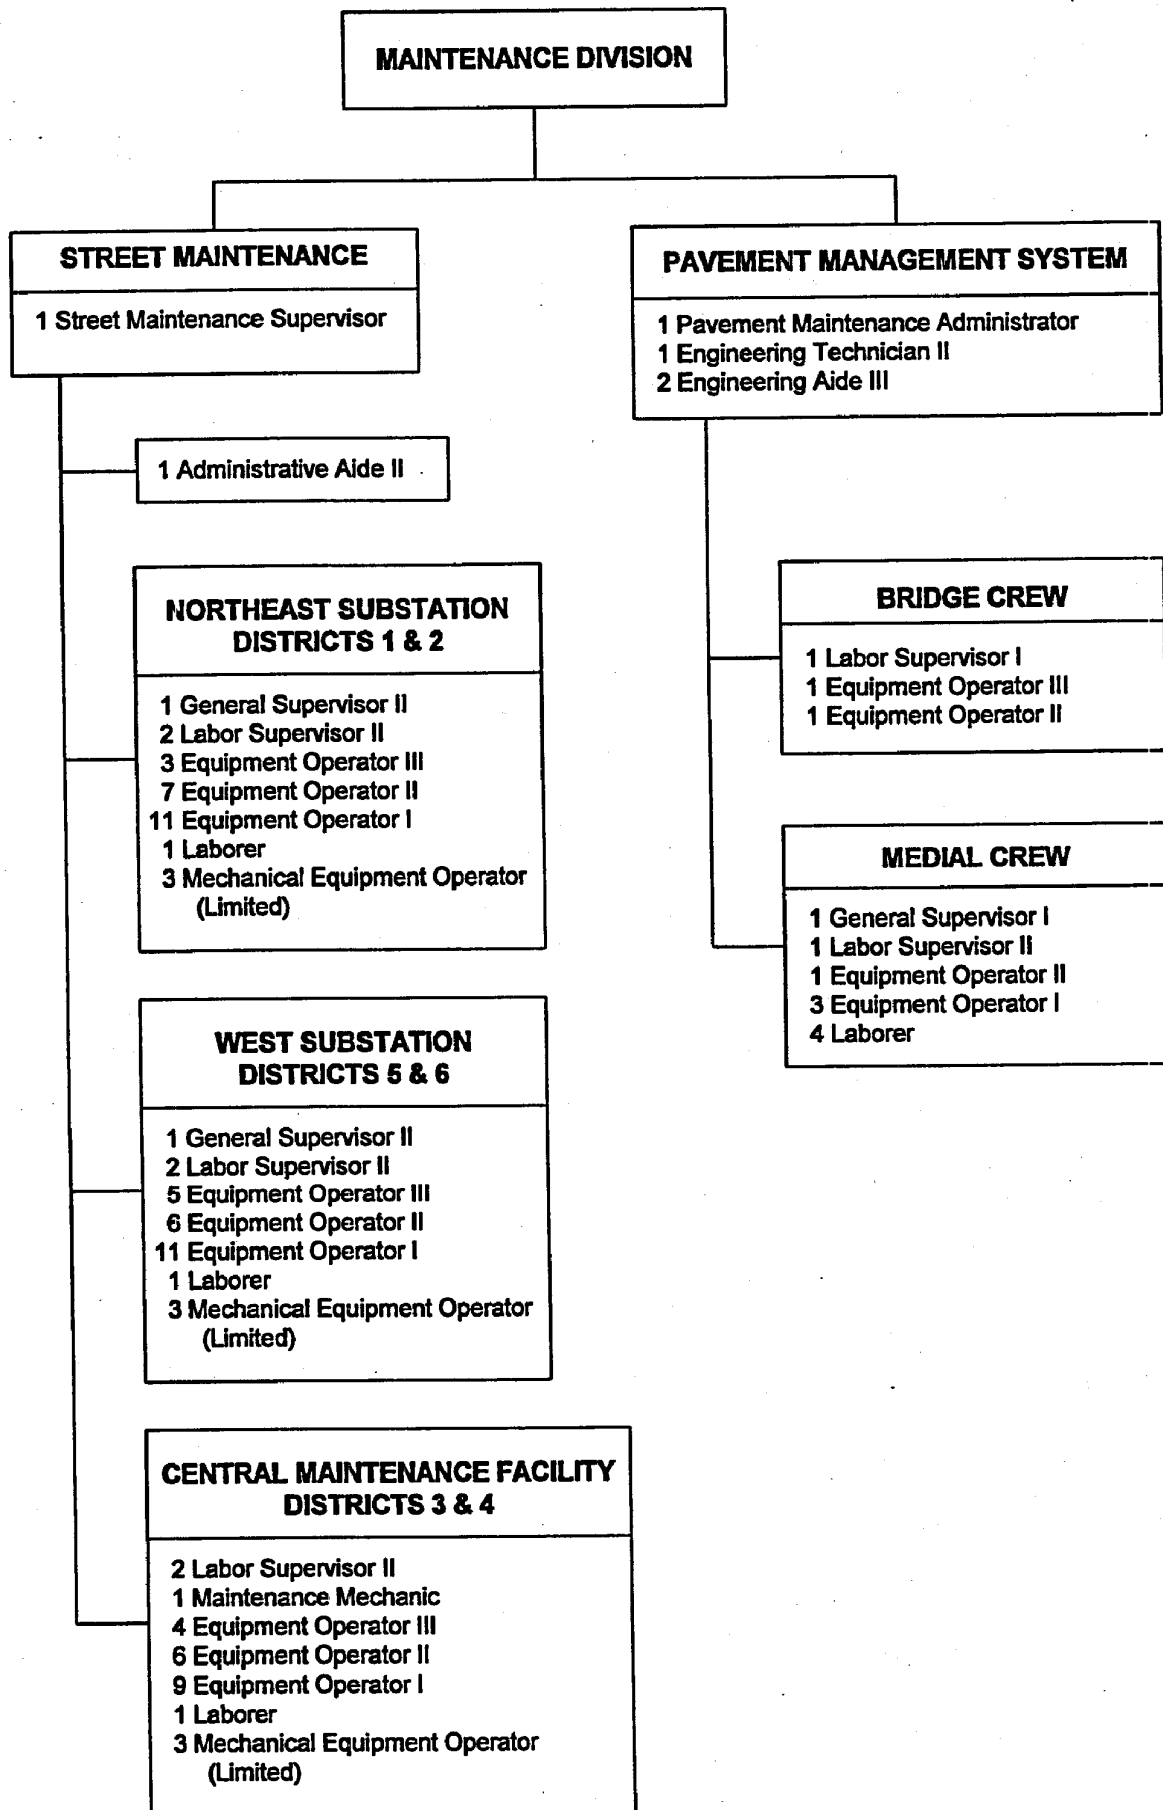 MAINTENANCE DIVISION
STREET MAINTENANCE
1 Street Maintenance Supervisor
1 Administrative Aide II
NORTHEAST SUBSTATION
DISTRICTS 1 & 2
1 General Supervisor II
2 Labor Supervisor II
3 Equipment Operator III
7 Equipment Operator II
11 Equipment Operator I
1 Laborer
3 Mechanical Equipment Operator
(Limited)
WEST SUBSTATION
DISTRICTS 5 & 6
1 General Supervisor II
2 Labor Supervisor II
5 Equipment Operator III
6 Equipment Operator II
11 Equipment Operator I
1 Laborer
3 Mechanical Equipment Operator
(Limited)
CENTRAL MAINTENANCE FACILITY
DISTRICTS 3 & 4
2 Labor Supervisor II
1 Maintenance Mechanic
4 Equipment Operator III
6 Equipment Operator II
9 Equipment Operator I
1 Laborer
3 Mechanical Equipment Operator
(Limited)
PAVEMENT MANAGEMENT SYSTEM
1 Pavement Maintenance Administrator
1 Engineering Technician II
2 Engineering Aide III
BRIDGE CREW
1 Labor Supervisor I
1 Equipment Operator III
1 Equipment Operator II
MEDIAL CREW
1 General Supervisor I
1 Labor Supervisor II
1 Equipment Operator II
3 Equipment Operator I
4 Laborer